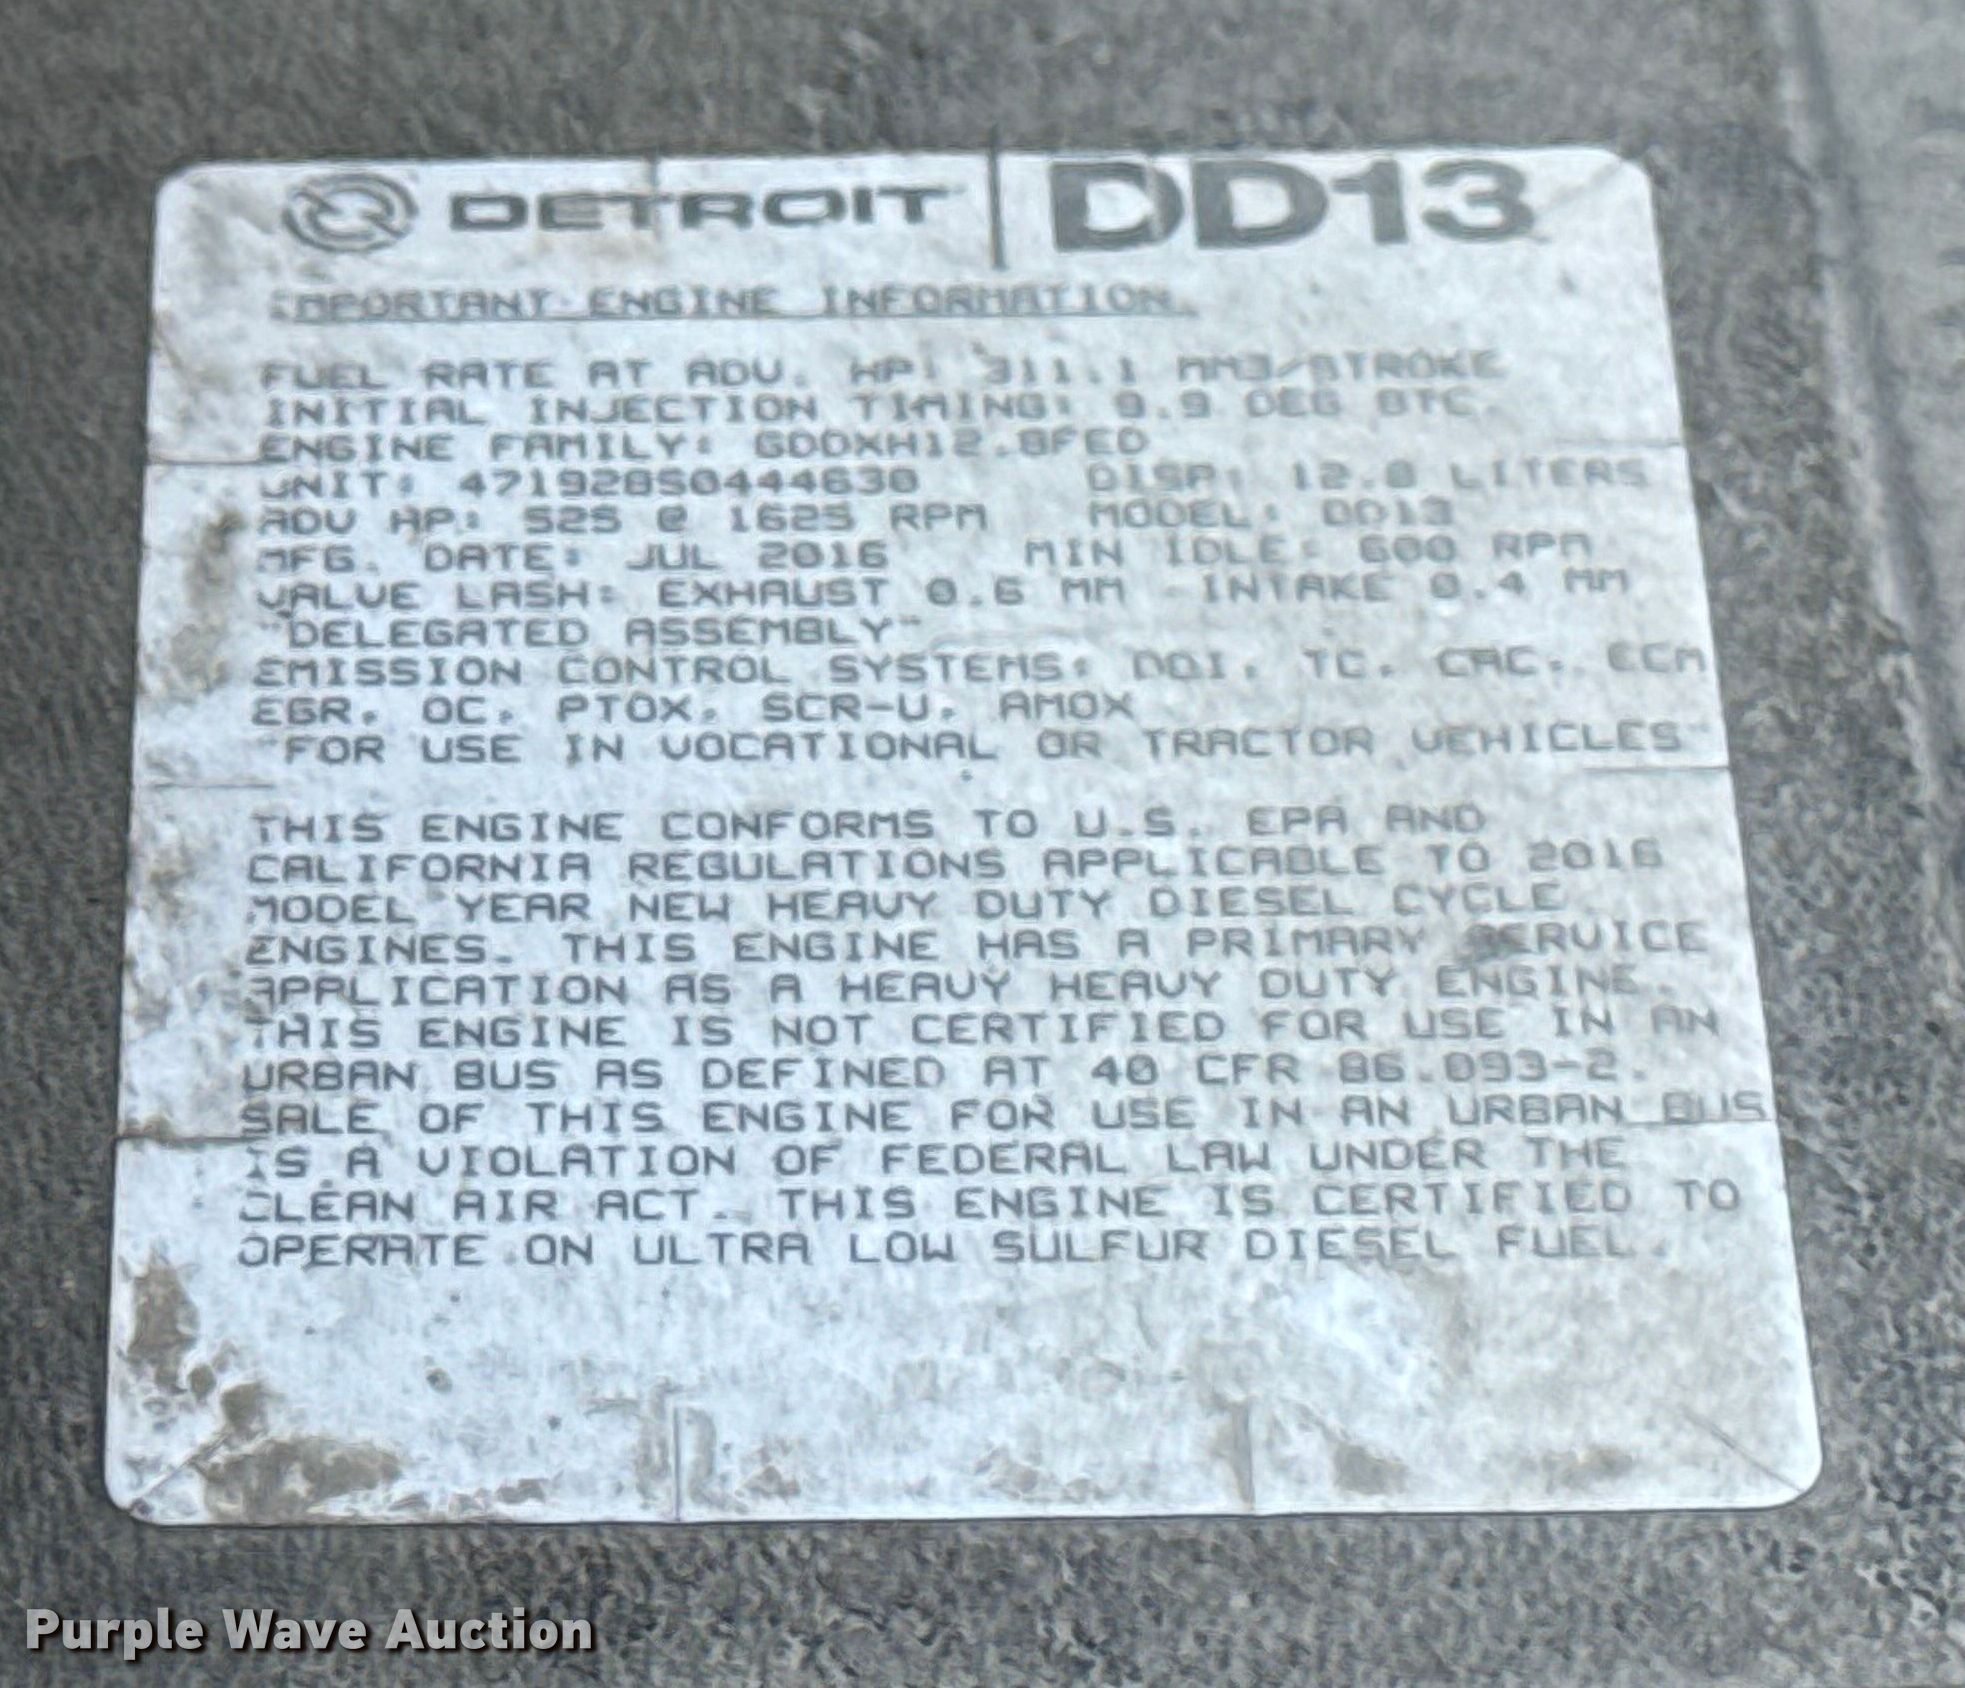 DETROIT DD13
IMPORTANT ENGINE INFORMATION
FUEL RATE AT ADV. HP: 311.1 MM3/STROKE
INITIAL INJECTION TIMING: 9.9 DEG BTC.
ENGINE FAMILY: GDDXH12.8FED
UNIT: 471928S0444630 DISP: 12.8 LITERS
ADV HP: 525 @ 1625 RPM MODEL: DD13
MFG. DATE: JUL 2016 MIN IDLE: 600 RPM
VALVE LASH: EXHAUST 0.6 MM INTAKE 0.4 MM
"DELEGATED ASSEMBLY"
EMISSION CONTROL SYSTEMS: DDI, TC, CAC, ECM
EGR, OC, PTOX, SCR-U, AMOX
"FOR USE IN VOCATIONAL OR TRACTOR VEHICLES"
THIS ENGINE CONFORMS TO U.S. EPA AND
CALIFORNIA REGULATIONS APPLICABLE TO 2016
MODEL YEAR NEW HEAVY DUTY DIESEL CYCLE
ENGINES. THIS ENGINE HAS A PRIMARY SERVICE
APPLICATION AS A HEAVY HEAVY DUTY ENGINE.
THIS ENGINE IS NOT CERTIFIED FOR USE IN AN
URBAN BUS AS DEFINED AT 40 CFR 86.093-2.
SALE OF THIS ENGINE FOR USE IN AN URBAN BUS
IS A VIOLATION OF FEDERAL LAW UNDER THE
CLEAN AIR ACT. THIS ENGINE IS CERTIFIED TO
OPERATE ON ULTRA LOW SULFUR DIESEL FUEL.
Purple Wave Auction